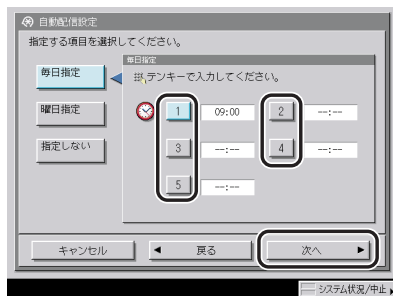 自動配信設定
指定する項目を選択してください。
毎日指定
毎日指定
テンキーで入力してください。
曜日指定
指定しない
1 09:00 2 --:--
3 --:-- 4 --:--
5 --:--
キャンセル 戻る 次へ
システム状況/中止